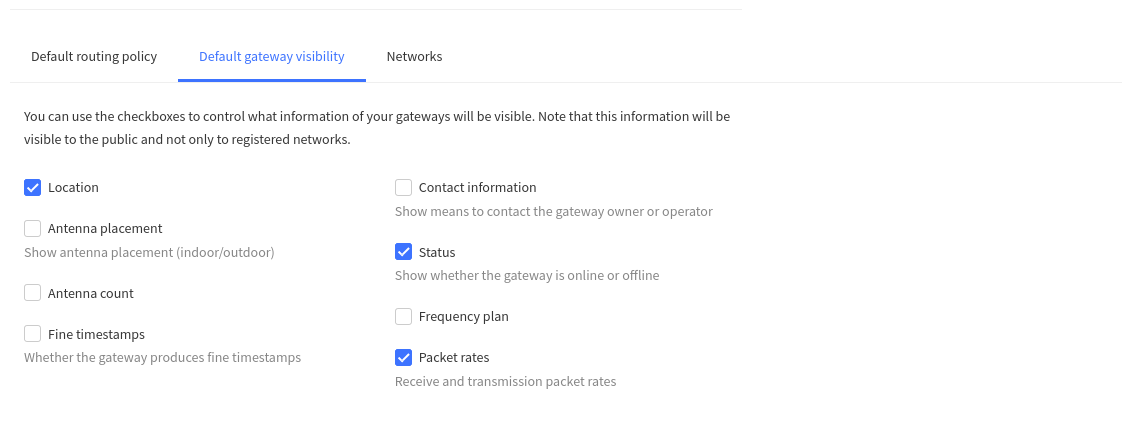 Default routing policy
Default gateway visibility
Networks
You can use the checkboxes to control what information of your gateways will be visible. Note that this information will be
visible to the public and not only to registered networks.
Location
Antenna placement
Show antenna placement (indoor/outdoor)
Antenna count
Fine timestamps
Whether the gateway produces fine timestamps
Contact information
Show means to contact the gateway owner or operator
Status
Show whether the gateway is online or offline
Frequency plan
Packet rates
Receive and transmission packet rates